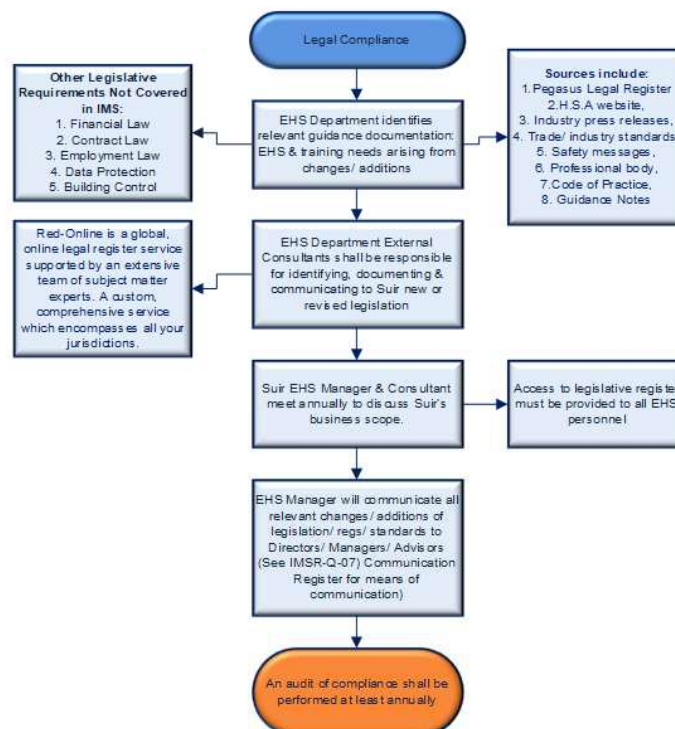 Legal Compliance
Other Legislative
Requirements Not Covered
in IMS:
1. Financial Law
2. Contract Law
3. Employment Law
4. Data Protection
5. Building Control
EHS Department identifies
relevant guidance documentation:
EHS & training needs arising from
changes/ additions
Sources include:
1.Pegasus Legal Register
2.H.S.A website,
3. Industry press releases,
4. Trade/ industry standards
5. Safety messages,
6. Professional body,
7.Code of Practice,
8. Guidance Notes
Red-Online is a global,
online legal register service
supported by an extensive
team of subject matter
experts. A custom,
comprehensive service
which encompasses all your
jurisdictions.
EHS Department External
Consultants shall be responsible
for identifying, documenting &
communicating to Suir new or
revised legislation
Suir EHS Manager & Consultant
meet annually to discuss Suir's
business scope.
Access to legislative register
must be provided to all EHS
personnel
EHS Manager will communicate all
relevant changes/ additions of
legislation/ regs/ standards to
Directors/ Managers/ Advisors
(See IMSR-Q-07) Communication
Register for means of
communication)
An audit of compliance shall be
performed at least annually